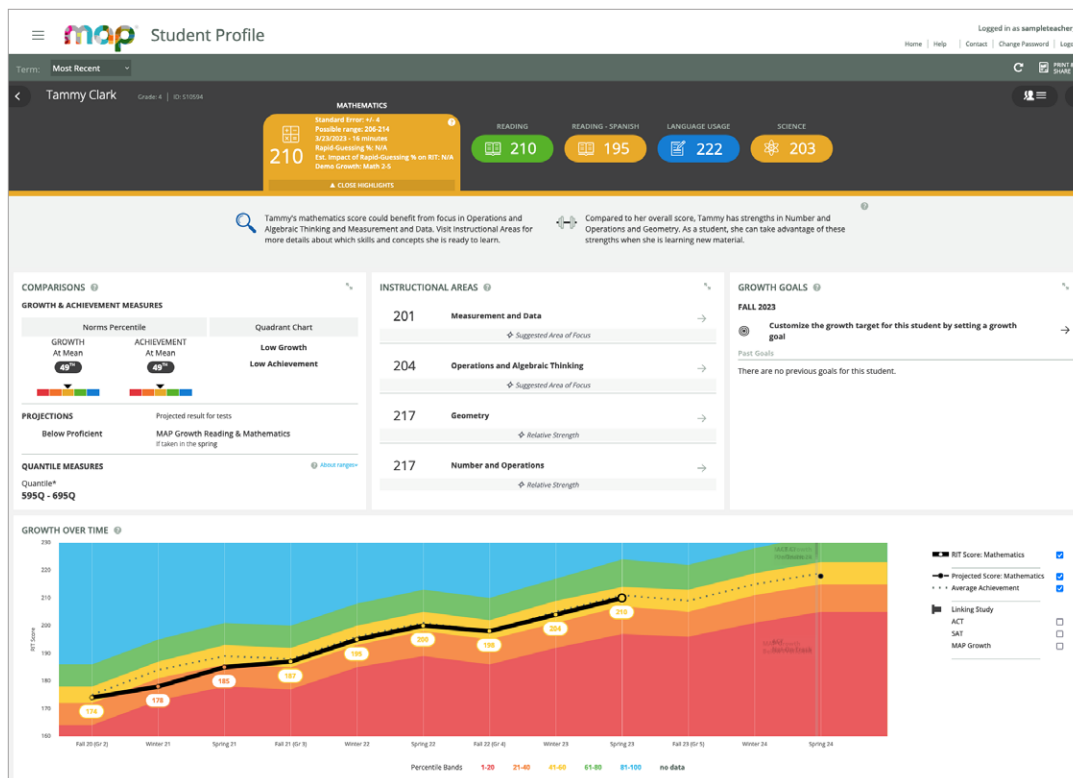 map Student Profile
Logged in as sampleteacher
Home | Help | Contact | Change Password | Logo
Term: Most Recent
PRINT
SHARE
Tammy Clark Grade: 4 | ID: S10504
MATHEMATICS
Standard Error: +/- 4
Possible range: 206-214
3/23/2023 - 16 minutes
Rapid-Guessing %: N/A
Est. Impact of Rapid-Guessing % on RIT: N/A
Demo Growth: Math 2-5
210
CLOSE HIGHLIGHTS
READING
210
READING - SPANISH
195
LANGUAGE USAGE
222
SCIENCE
203
Tammy's mathematics score could benefit from focus in Operations and
Algebraic Thinking and Measurement and Data. Visit Instructional Areas for
more details about which skills and concepts she is ready to learn.
Compared to her overall score, Tammy has strengths in Number and
Operations and Geometry. As a student, she can take advantage of these
strengths when she is learning new material.
COMPARISONS
GROWTH & ACHIEVEMENT MEASURES
Norms Percentile
Quadrant Chart
GROWTH
At Mean
49TH
ACHIEVEMENT
At Mean
49TH
Low Growth
Low Achievement
PROJECTIONS
Projected result for tests
Below Proficient
MAP Growth Reading & Mathematics
If taken in the spring
QUANTILE MEASURES
About ranges
Quantile*
595Q - 695Q
INSTRUCTIONAL AREAS
201 Measurement and Data
Suggested Area of Focus
204 Operations and Algebraic Thinking
Suggested Area of Focus
217 Geometry
Relative Strength
217 Number and Operations
Relative Strength
GROWTH GOALS
FALL 2023
Customize the growth target for this student by setting a growth
goal
Past Goals
There are no previous goals for this student.
GROWTH OVER TIME
RIT Score
230
220
210
200
190
180
170
160
174
178
185
187
195
200
198
204
210
Fall 20 (Gr 2) Winter 21 Spring 21 Fall 21 (Gr 3) Winter 22 Spring 22 Fall 22 (Gr 4) Winter 23 Spring 23 Fall 23 (Gr 5) Winter 24 Spring 24
Percentile Bands 1-20 21-40 41-60 61-80 81-100 no data
RIT Score: Mathematics
Projected Score: Mathematics
Average Achievement
Linking Study
ACT
SAT
MAP Growth